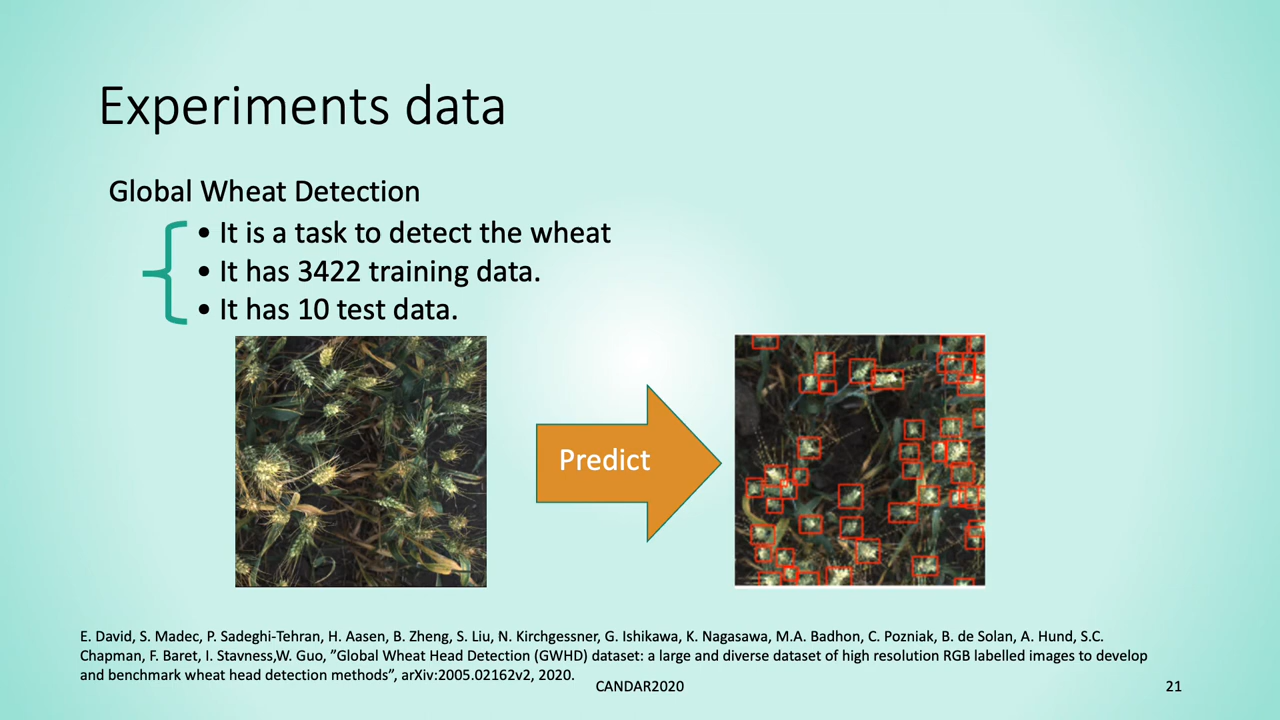 Experiments data
Global Wheat Detection
• It is a task to detect the wheat
• It has 3422 training data.
• It has 10 test data.
Predict
E. David, S. Madec, P. Sadeghi-Tehran, H. Aasen, B. Zheng, S. Liu, N. Kirchgessner, G. Ishikawa, K. Nagasawa, M.A. Badhon, C. Pozniak, B. de Solan, A. Hund, S.C.
Chapman, F. Baret, I. Stavness,W. Guo, ”Global Wheat Head Detection (GWHD) dataset: a large and diverse dataset of high resolution RGB labelled images to develop
and benchmark wheat head detection methods”, arXiv:2005.02162v2, 2020.
CANDAR2020
21